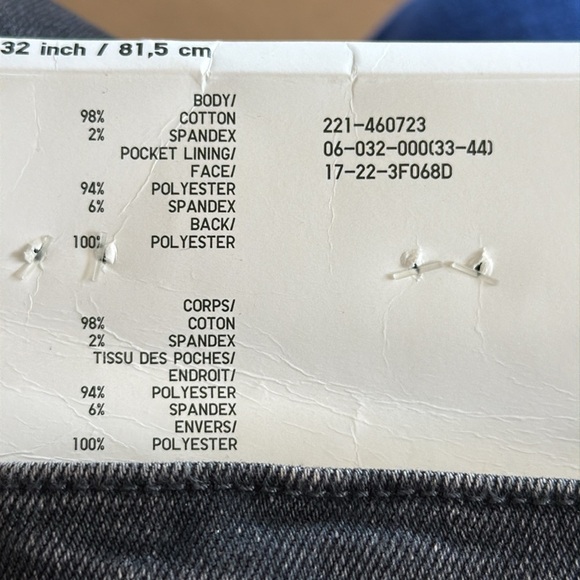 32 inch / 81,5 cm
BODY/
98% COTTON
2% SPANDEX
POCKET LINING/
FACE/
94% POLYESTER
6% SPANDEX
BACK/
100% POLYESTER
CORPS/
98% COTON
2% SPANDEX
TISSU DES POCHES/
ENDROIT/
94% POLYESTER
6% SPANDEX
ENVERS/
100% POLYESTER
221-460723
06-032-000(33-44)
17-22-3F068D